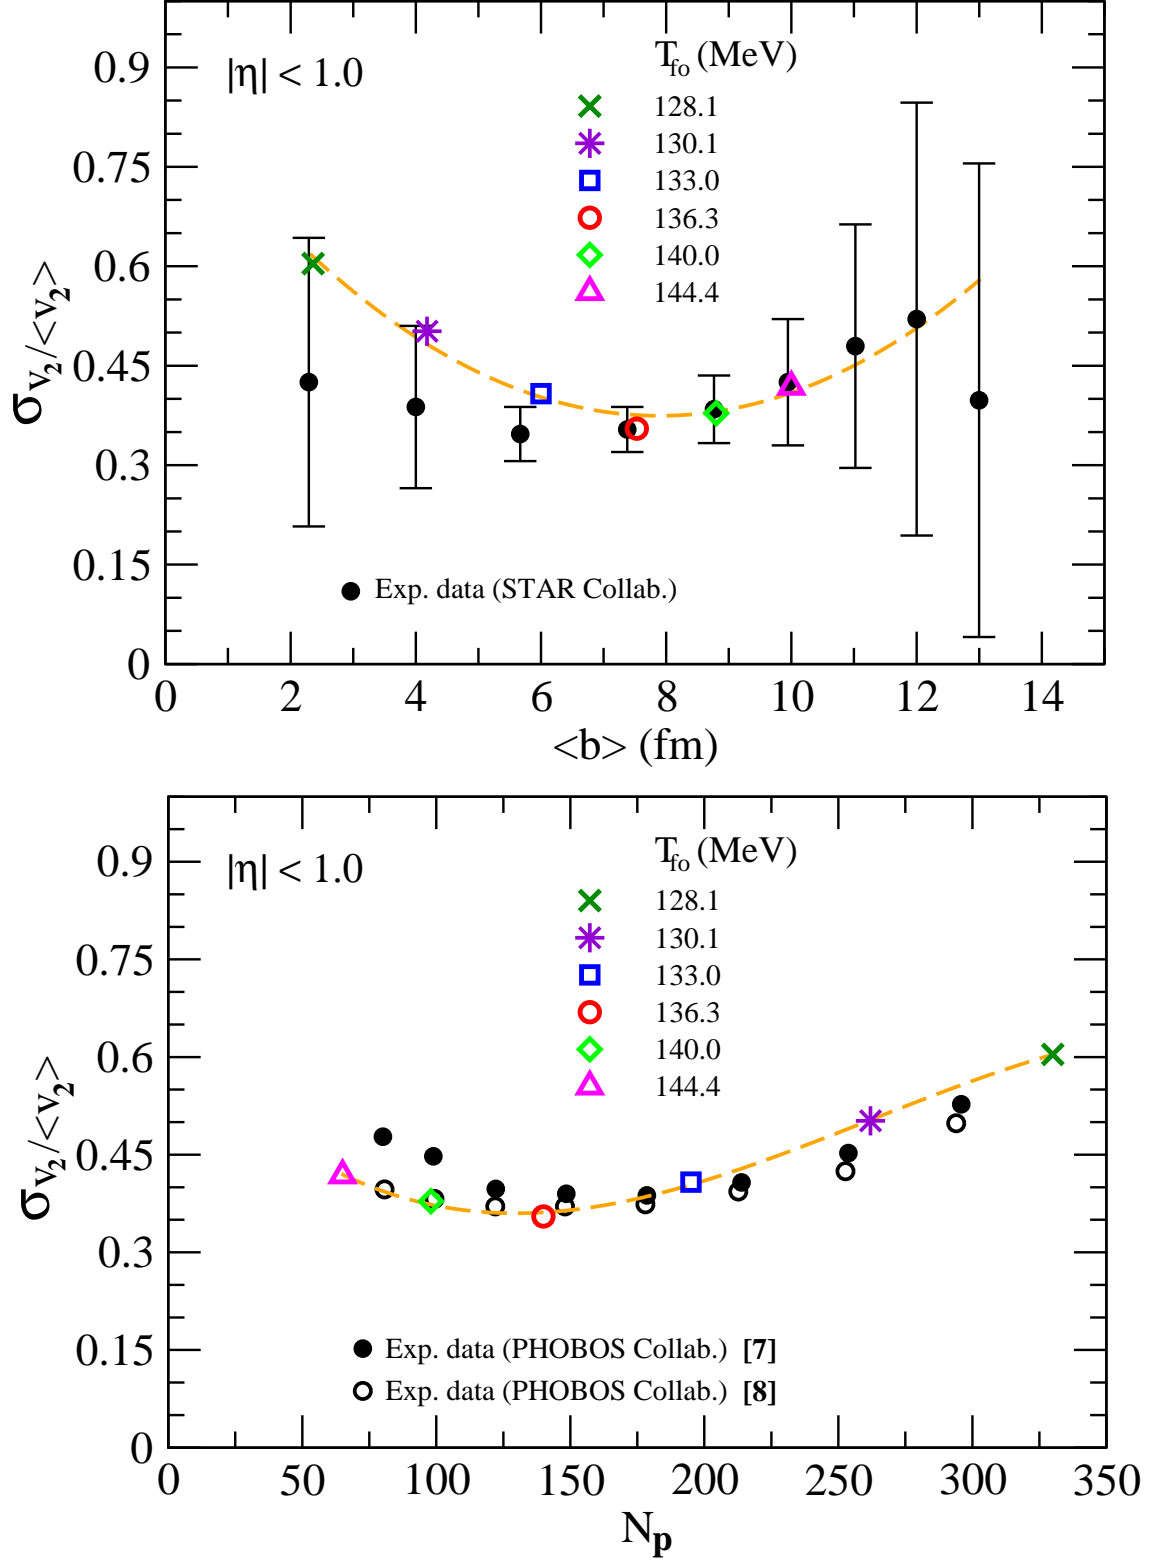 |η| < 1.0
T_fo (MeV)
128.1
130.1
133.0
136.3
140.0
144.4
Exp. data (STAR Collab.)
0.9
0.75
0.6
0.45
0.3
0.15
0
σ_v₂/<v₂>
0 2 4 6 8 10 12 14
<b> (fm)
|η| < 1.0
T_fo (MeV)
128.1
130.1
133.0
136.3
140.0
144.4
Exp. data (PHOBOS Collab.) [7]
Exp. data (PHOBOS Collab.) [8]
0.9
0.75
0.6
0.45
0.3
0.15
0
σ_v₂/<v₂>
0 50 100 150 200 250 300 350
N_p